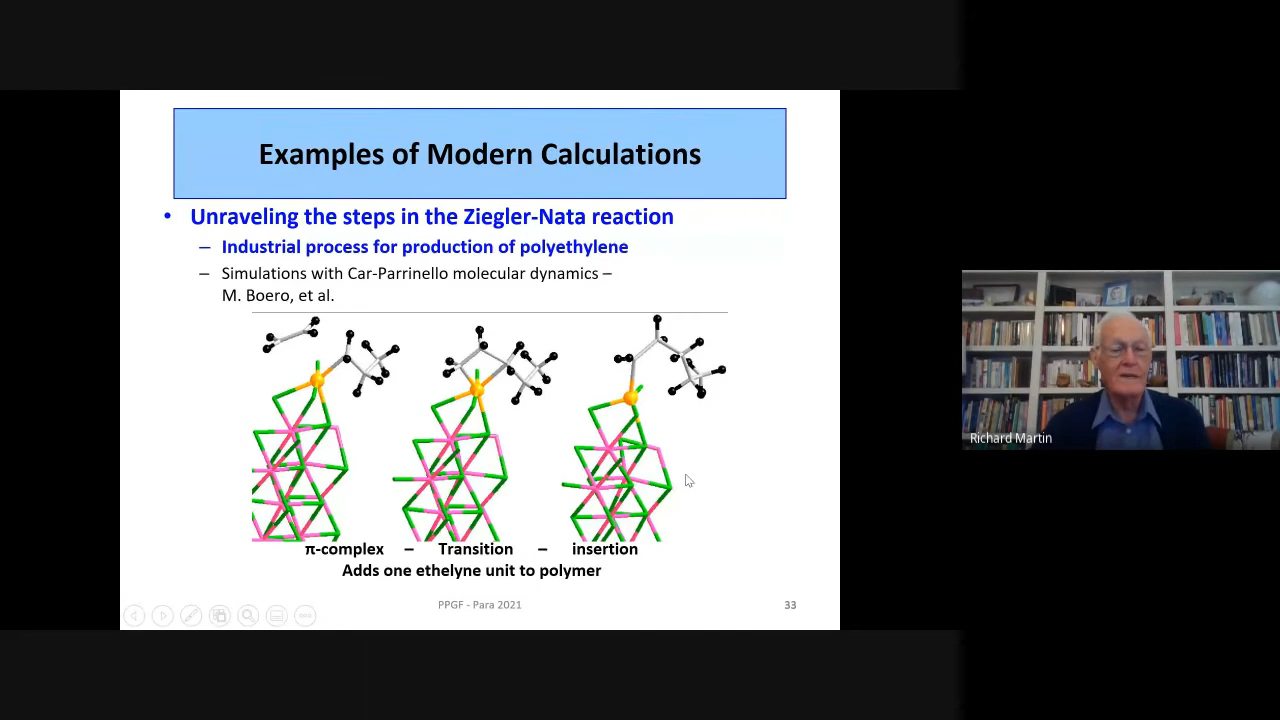 Examples of Modern Calculations
• Unraveling the steps in the Ziegler-Nata reaction
– Industrial process for production of polyethylene
– Simulations with Car-Parrinello molecular dynamics –
M. Boero, et al.
π-complex – Transition – insertion
Adds one ethelyne unit to polymer
PPGF - Para 2021
33
Richard Martin